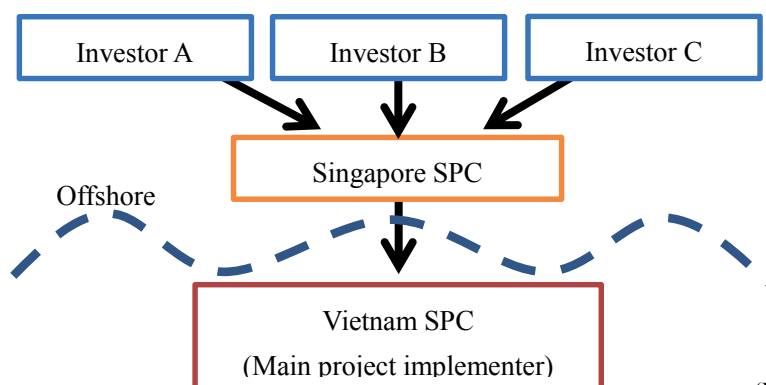 Investor A
Investor B
Investor C
Singapore SPC
Offshore
Vietnam SPC
(Main project implementer)